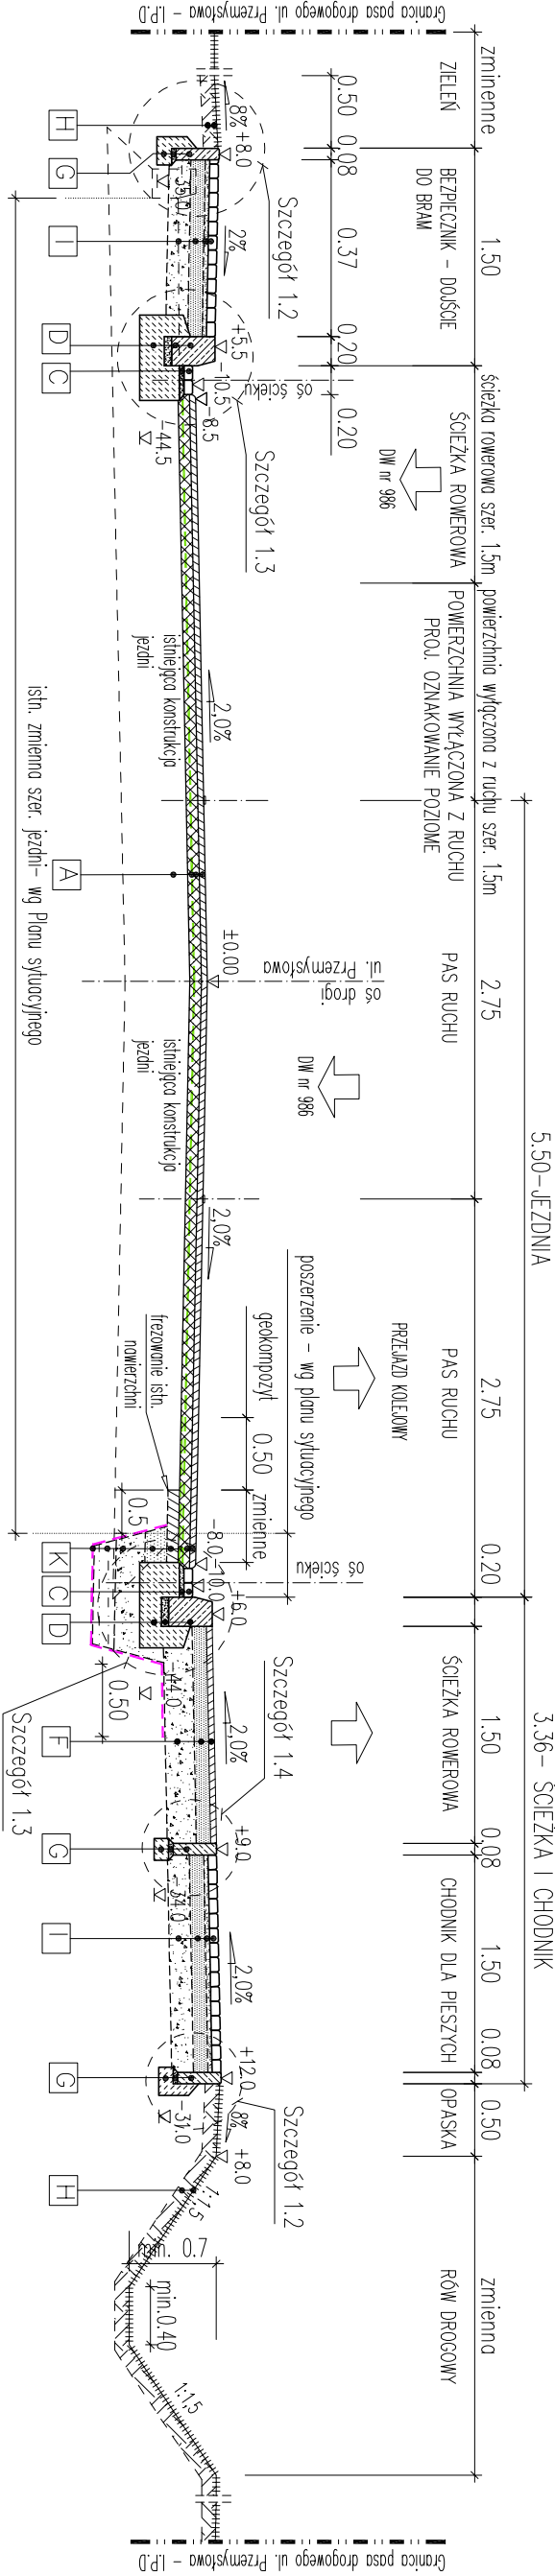 Granica pasa drogowego ul. Przemysłowa - I.P.D
zminenne
ZIELEŃ
1.50
BEZPIECZNIK - DOJŚCIE
DO BRAM
ścieżka rowerowa szer. 1.5m
ŚCIEŻKA ROWEROWA
DW nr 986
powierzchnia wyłączona z ruchu szer. 1.5m
POWIERZCHNIA WYŁĄCZONA Z RUCHU
PROJ. OZNAKOWANIE POZIOME
5.50-JEZDNIA
2.75
PAS RUCHU
DW nr 986
2.75
PAS RUCHU
PRZEJAZD KOLEJOWY
0.20
3.36- ŚCIEŻKA I CHODNIK
1.50
ŚCIEŻKA ROWEROWA
0.08
1.50
CHODNIK DLA PIESZYCH
0.08
0.50
OPASKA
zmienna
RÓW DROGOWY
Granica pasa drogowego ul. Przemysłowa - I.P.D
0.50
0.08
0.37
0,20
0.20
Szczegół 1.2
Szczegół 1.3
8%
+8.0
-35.0
2%
+5.5
-10.5
-8.5
oś ścieku
-44.5
istniejąca konstrukcja
jezdni
2,0%
±0.00
oś drogi
ul. Przemysłowa
istniejąca konstrukcja
jezdni
2,0%
poszerzenie - wg planu sytuacyjnego
geokompozyt
0.50
zmienne
frezowanie istn.
nawierzchni
0.5
oś ścieku
-8.0
-10.0
+6.0
-44.0
0.50
Szczegół 1.3
2,0%
Szczegół 1.4
+9.0
-34.0
2,0%
+12.0
-31.0
8%
+8.0
Szczegół 1.2
1:1.5
min. 0.7
min.0.40
1:1,5
H
G
I
D
C
A
K
C
D
F
G
I
G
H
istn. zmienna szer. jezdni- wg Planu sytuacyjnego